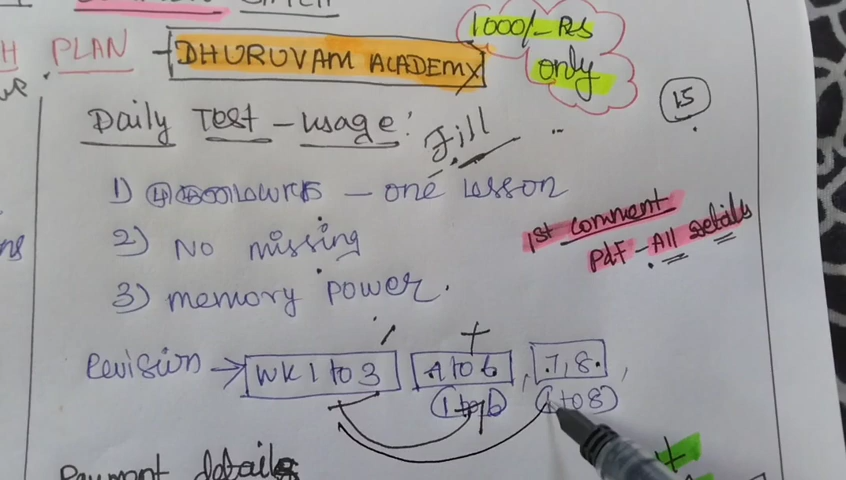 H PLAN - DHURUVAM ACADEMY
1000/- Rs
only
15
Daily Test - usage:
Fill
1) - one lesson
2) No missing
3) memory power.
1st comment
Pdf - All details
Revision → WK 1 to 3 4 to 6, 7, 8.,
(1 to 6) (1 to 8)
Payment details